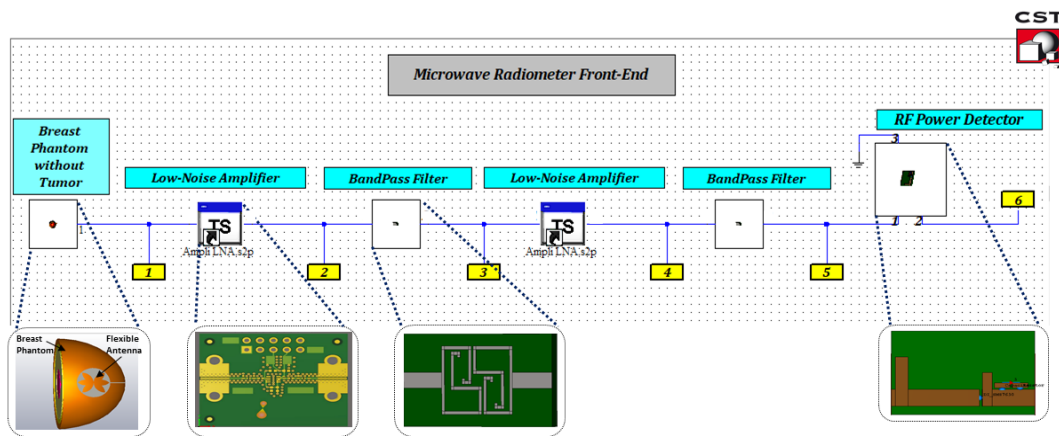 CST
Microwave Radiometer Front-End
Breast
Phantom
without
Tumor
Low-Noise Amplifier
BandPass Filter
Low-Noise Amplifier
BandPass Filter
RF Power Detector
3
1
TS
Ampli LNA.s2p
TS
Ampli LNA.s2p
1
2
6
1
2
3
4
5
Breast
Phantom
Flexible
Antenna